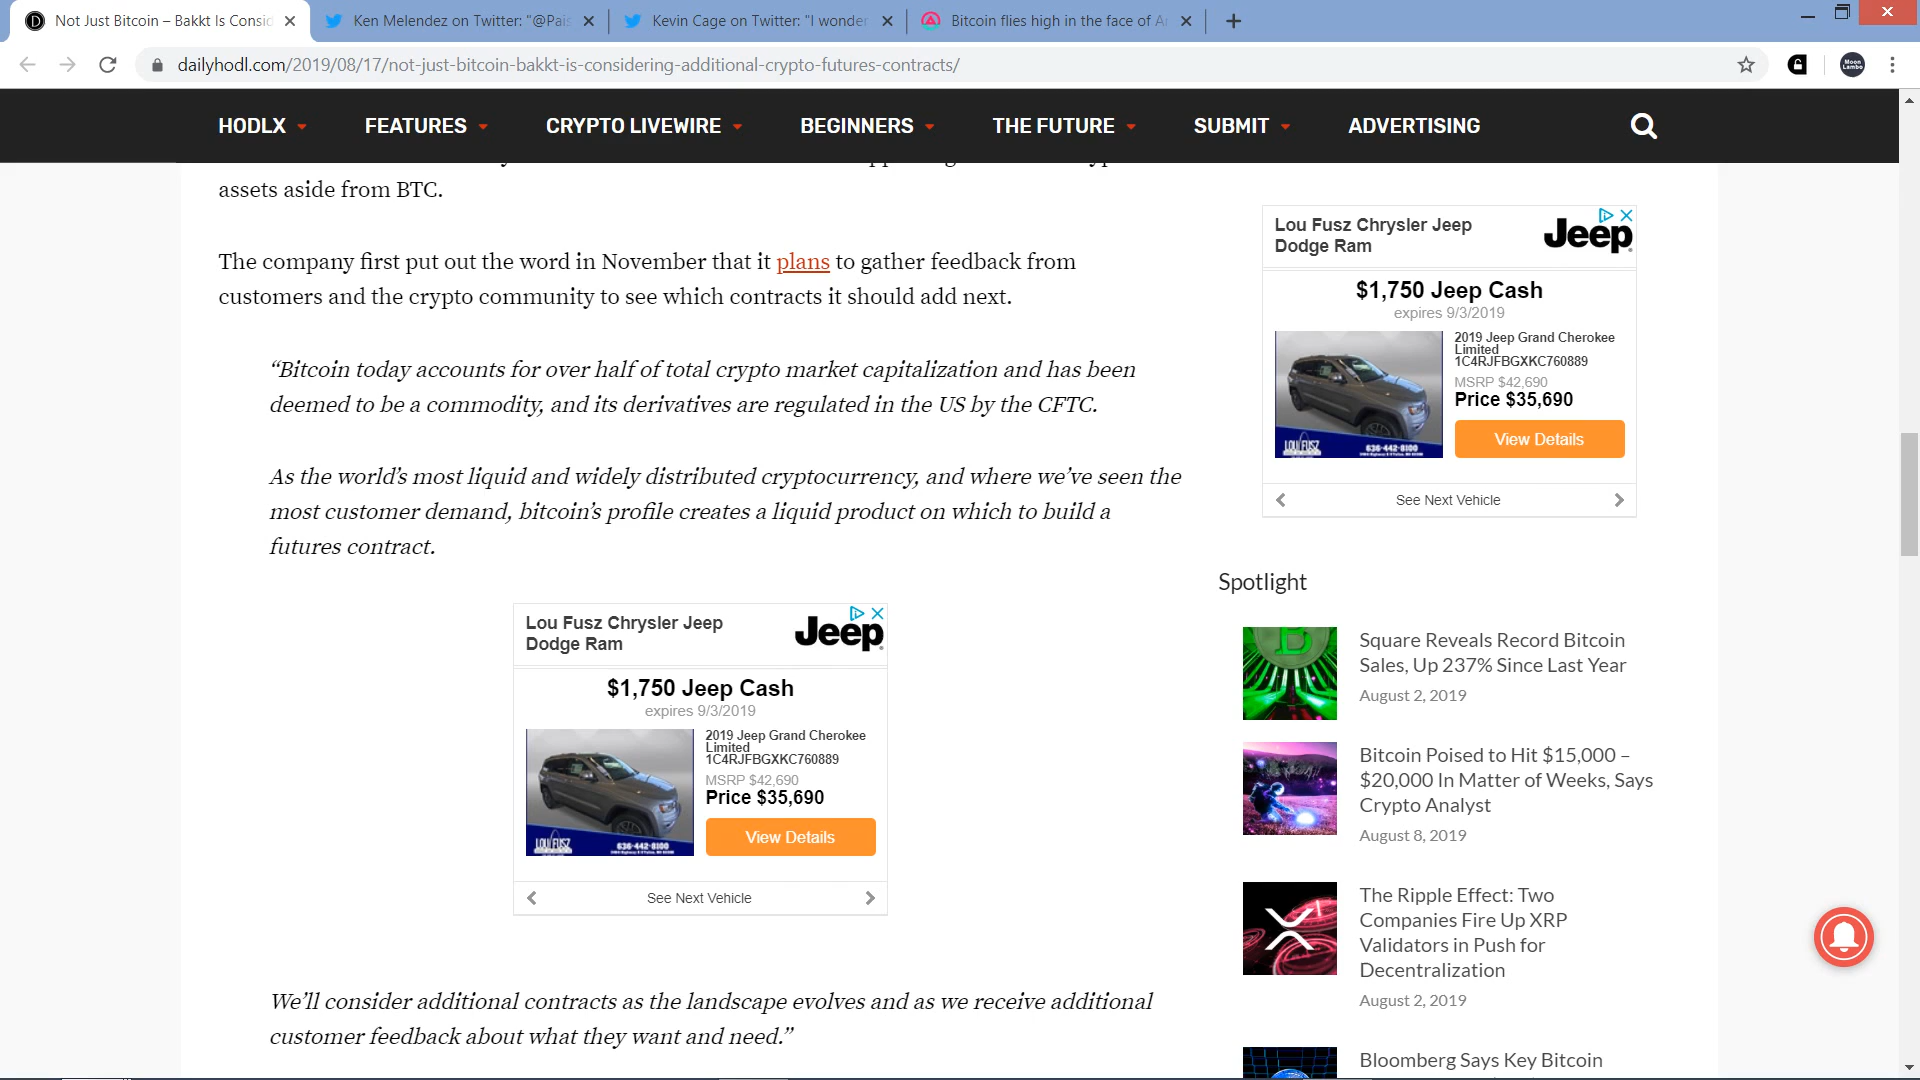 Not Just Bitcoin – Bakkt Is Consid
Ken Melendez on Twitter: "@Pais
Kevin Cage on Twitter: "I wonder
Bitcoin flies high in the face of Ar
dailyhodl.com/2019/08/17/not-just-bitcoin-bakkt-is-considering-additional-crypto-futures-contracts/
HODLX
FEATURES
CRYPTO LIVEWIRE
BEGINNERS
THE FUTURE
SUBMIT
ADVERTISING
assets aside from BTC.
The company first put out the word in November that it plans to gather feedback from
customers and the crypto community to see which contracts it should add next.
“Bitcoin today accounts for over half of total crypto market capitalization and has been
deemed to be a commodity, and its derivatives are regulated in the US by the CFTC.
As the world’s most liquid and widely distributed cryptocurrency, and where we’ve seen the
most customer demand, bitcoin’s profile creates a liquid product on which to build a
futures contract.
Lou Fusz Chrysler Jeep
Dodge Ram
Jeep
$1,750 Jeep Cash
expires 9/3/2019
2019 Jeep Grand Cherokee
Limited
1C4RJFBGXKC760889
MSRP $42,690
Price $35,690
View Details
LOU FUSZ
636-442-8100
See Next Vehicle
We’ll consider additional contracts as the landscape evolves and as we receive additional
customer feedback about what they want and need.”
Lou Fusz Chrysler Jeep
Dodge Ram
Jeep
$1,750 Jeep Cash
expires 9/3/2019
2019 Jeep Grand Cherokee
Limited
1C4RJFBGXKC760889
MSRP $42,690
Price $35,690
View Details
LOU FUSZ
636-442-8100
See Next Vehicle
Spotlight
Square Reveals Record Bitcoin
Sales, Up 237% Since Last Year
August 2, 2019
Bitcoin Poised to Hit $15,000 –
$20,000 In Matter of Weeks, Says
Crypto Analyst
August 8, 2019
The Ripple Effect: Two
Companies Fire Up XRP
Validators in Push for
Decentralization
August 2, 2019
Bloomberg Says Key Bitcoin